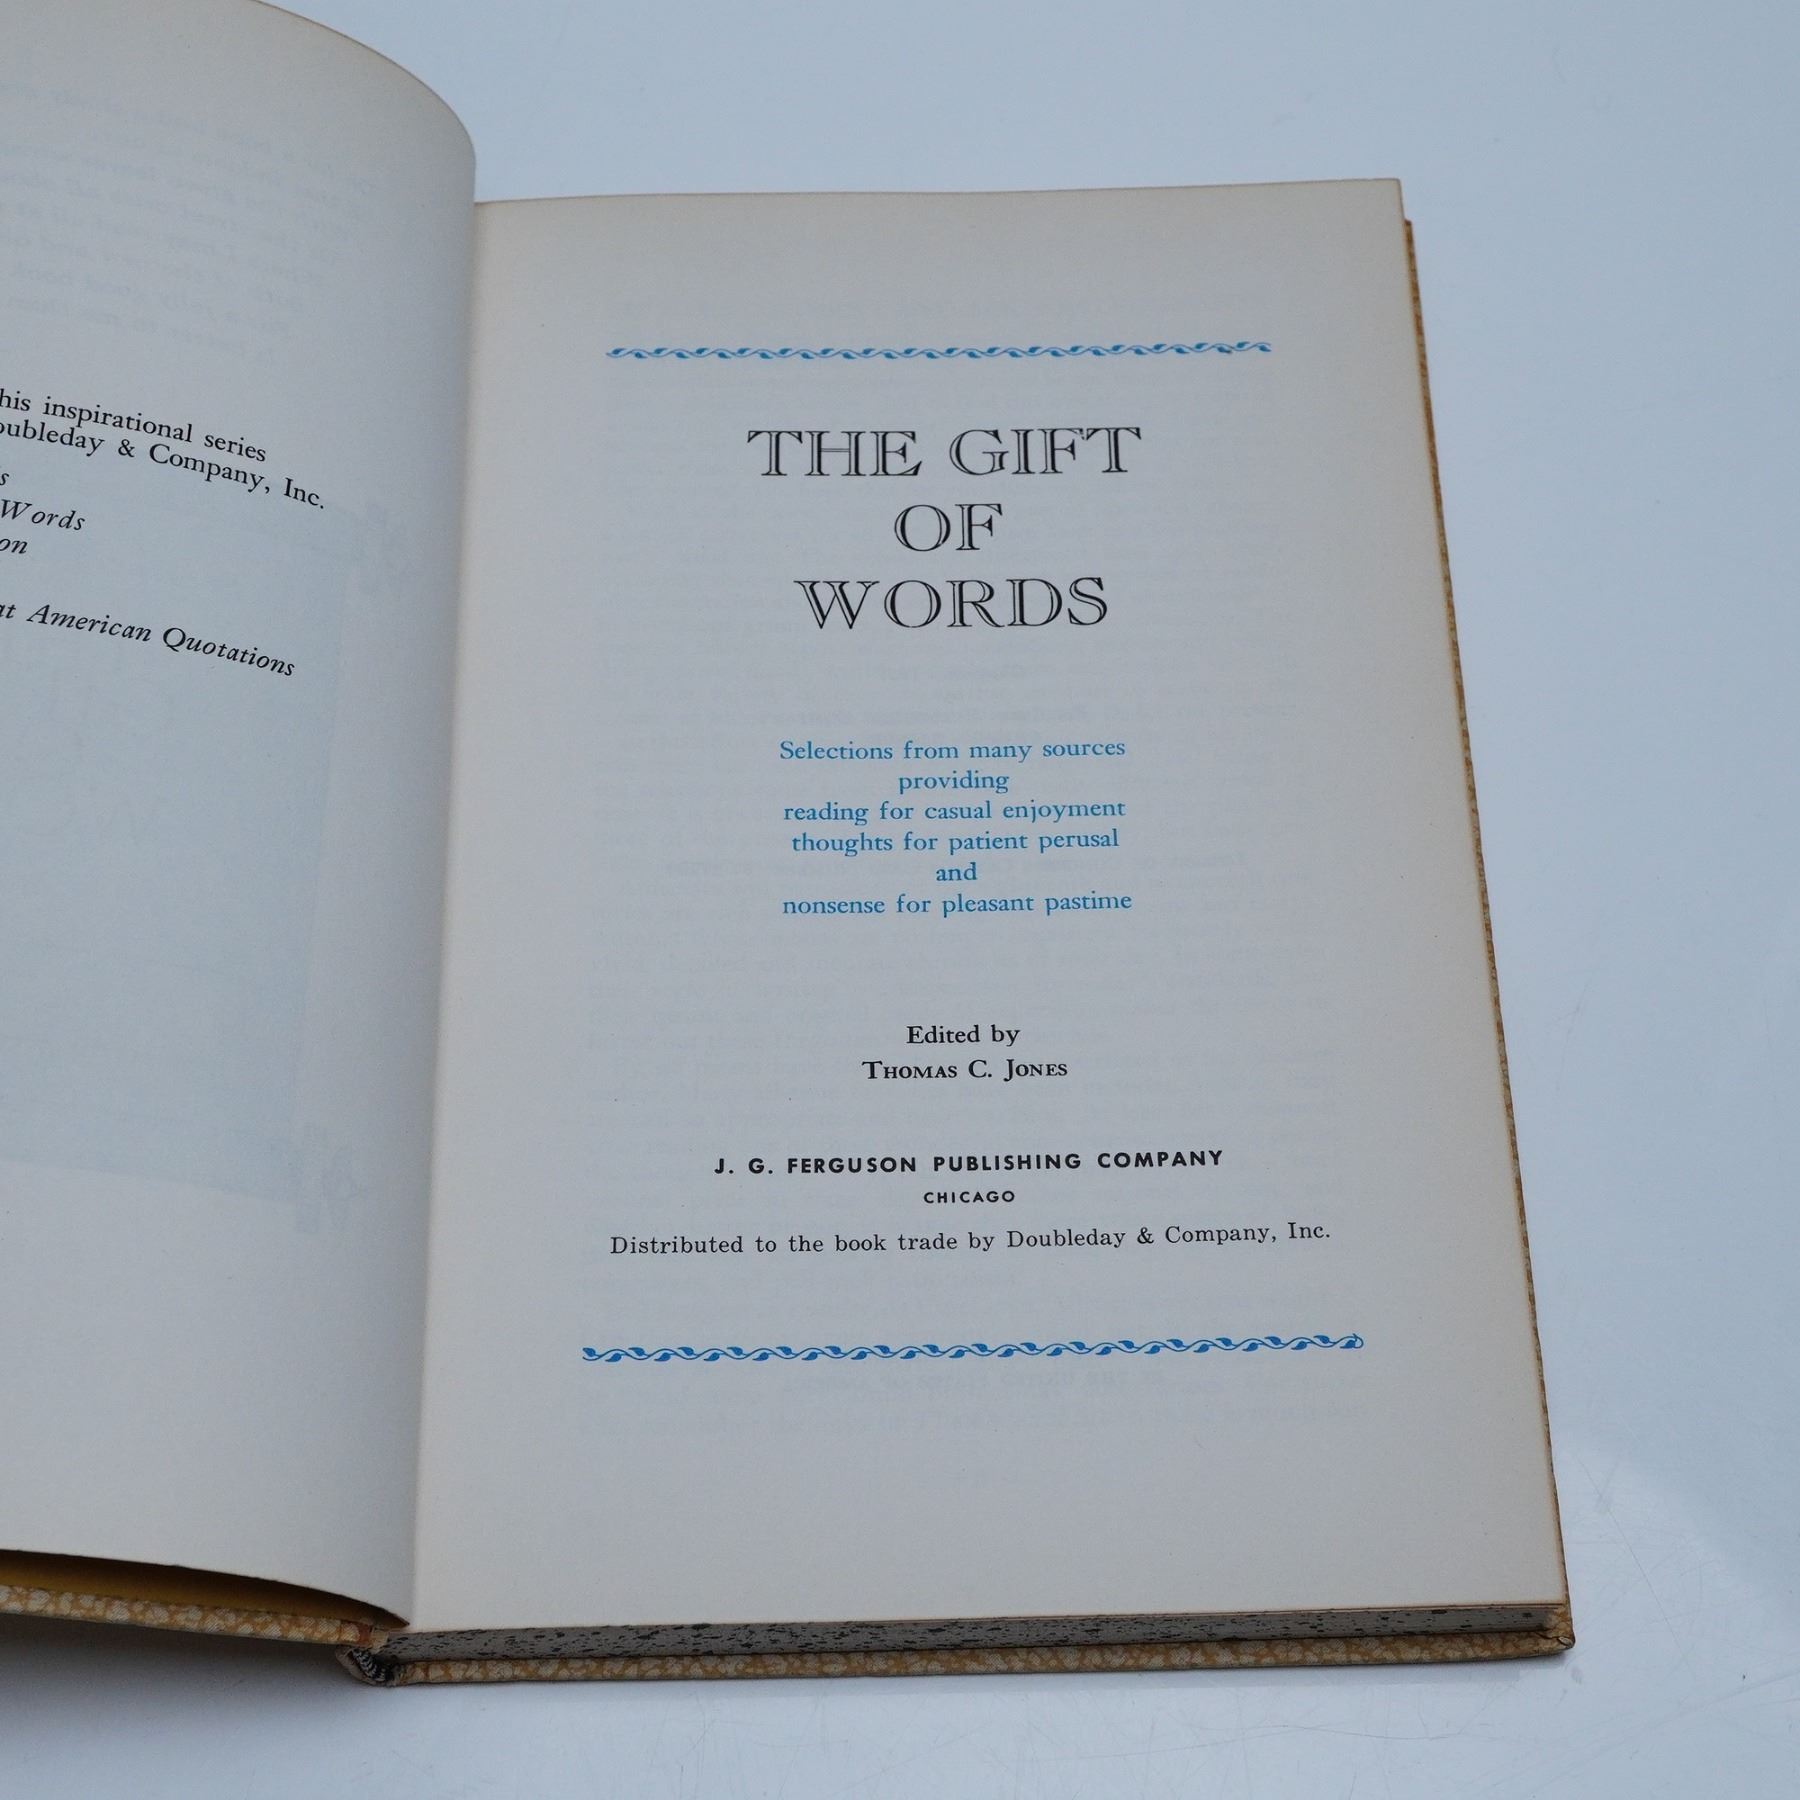 his inspirational series
oubleday & Company, Inc.
s
Words
on
at American Quotations
THE GIFT
OF
WORDS
Selections from many sources
providing
reading for casual enjoyment
thoughts for patient perusal
and
nonsense for pleasant pastime
Edited by
THOMAS C. JONES
J. G. FERGUSON PUBLISHING COMPANY
CHICAGO
Distributed to the book trade by Doubleday & Company, Inc.